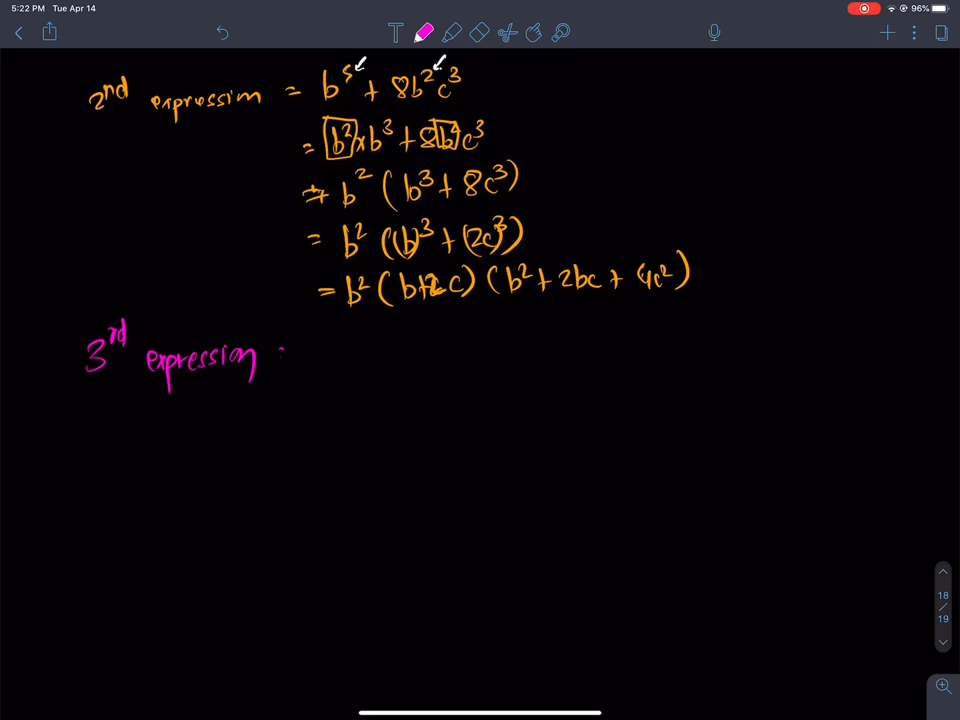 5:22 PM Tue Apr 14
96%
2nd expression = b⁵ + 8b²c³
= b² × b³ + 8b²c³
= b² (b³ + 8c³)
= b² ((b)³ + (2c)³)
= b² (b+2c) (b² + 2bc + 4c²)
3rd expression :
18
/
19